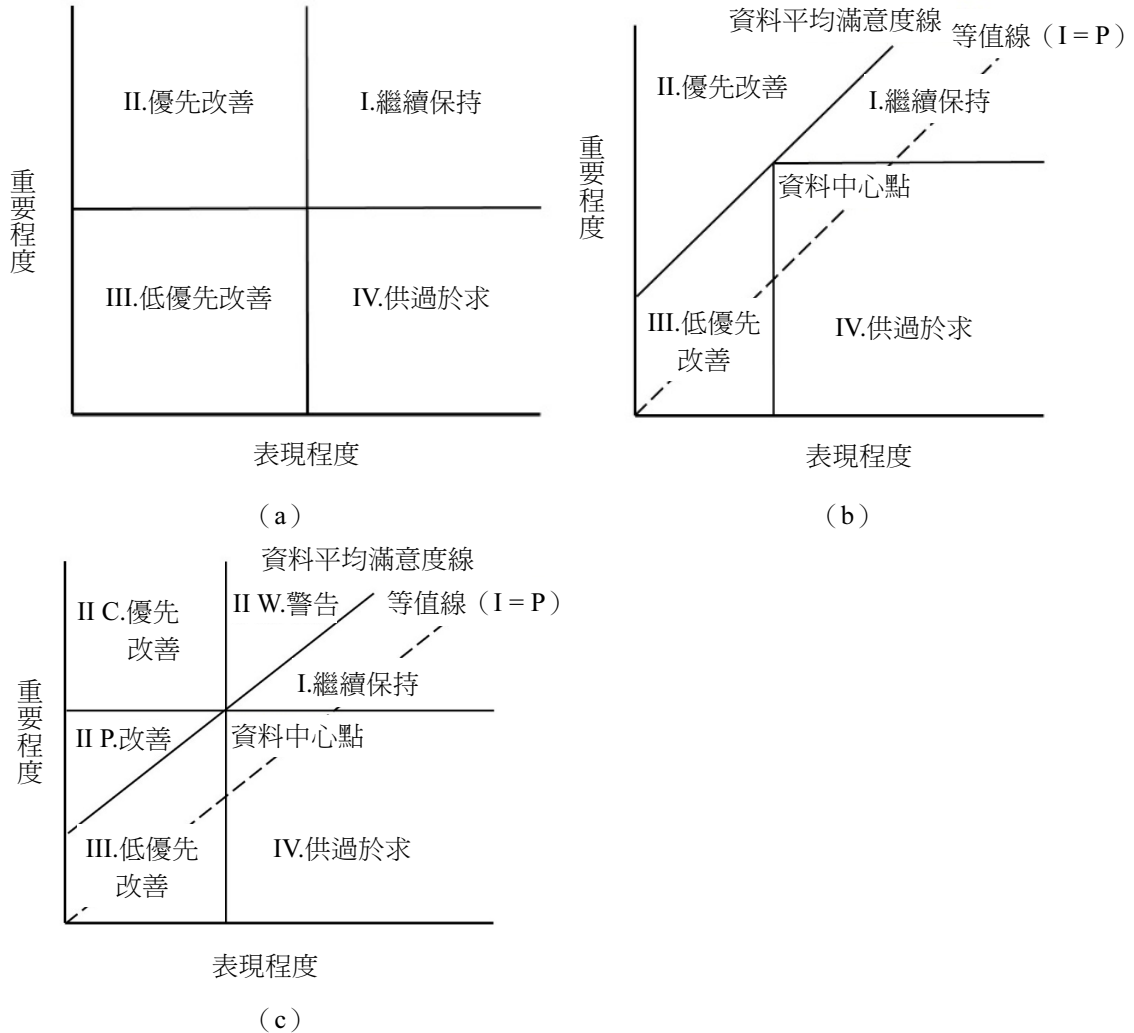 II.優先改善
I.繼續保持
重要程度
III.低優先改善
IV.供過於求
表現程度
（a）
資料平均滿意度線
等值線（I = P）
II.優先改善
I.繼續保持
重要程度
資料中心點
III.低優先
改善
IV.供過於求
表現程度
（b）
資料平均滿意度線
II C.優先
改善
II W.警告
等值線（I = P）
I.繼續保持
重要程度
II P.改善
資料中心點
III.低優先
改善
IV.供過於求
表現程度
（c）